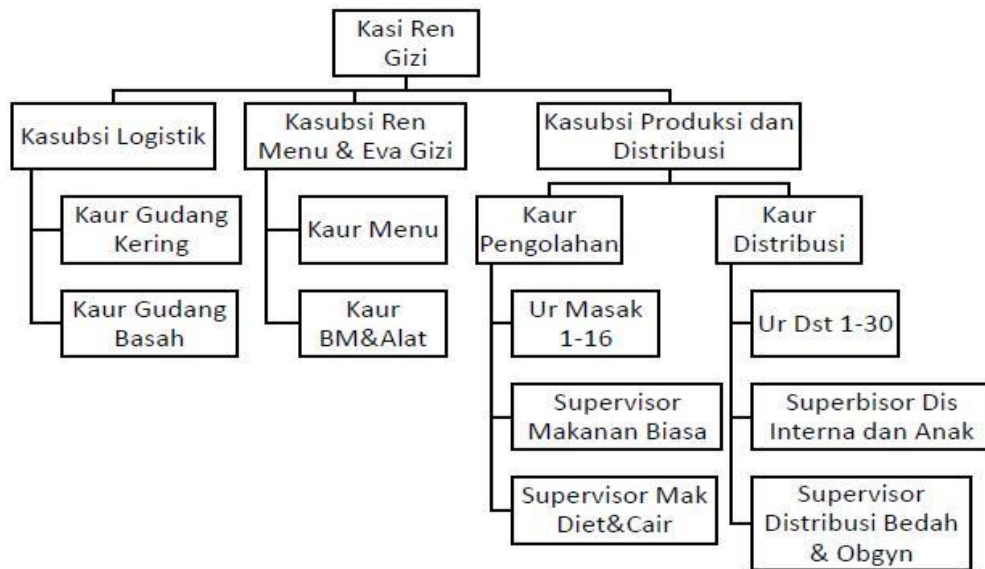 Kasi Ren
Gizi
Kasubsi Logistik
Kasubsi Ren
Menu & Eva Gizi
Kasubsi Produksi dan
Distribusi
Kaur Gudang
Kering
Kaur Gudang
Basah
Kaur Menu
Kaur
BM&Alat
Kaur
Pengolahan
Ur Masak
1-16
Supervisor
Makanan Biasa
Supervisor Mak
Diet&Cair
Kaur
Distribusi
Ur Dst 1-30
Superbisor Dis
Interna dan Anak
Supervisor
Distribusi Bedah
& Obgyn